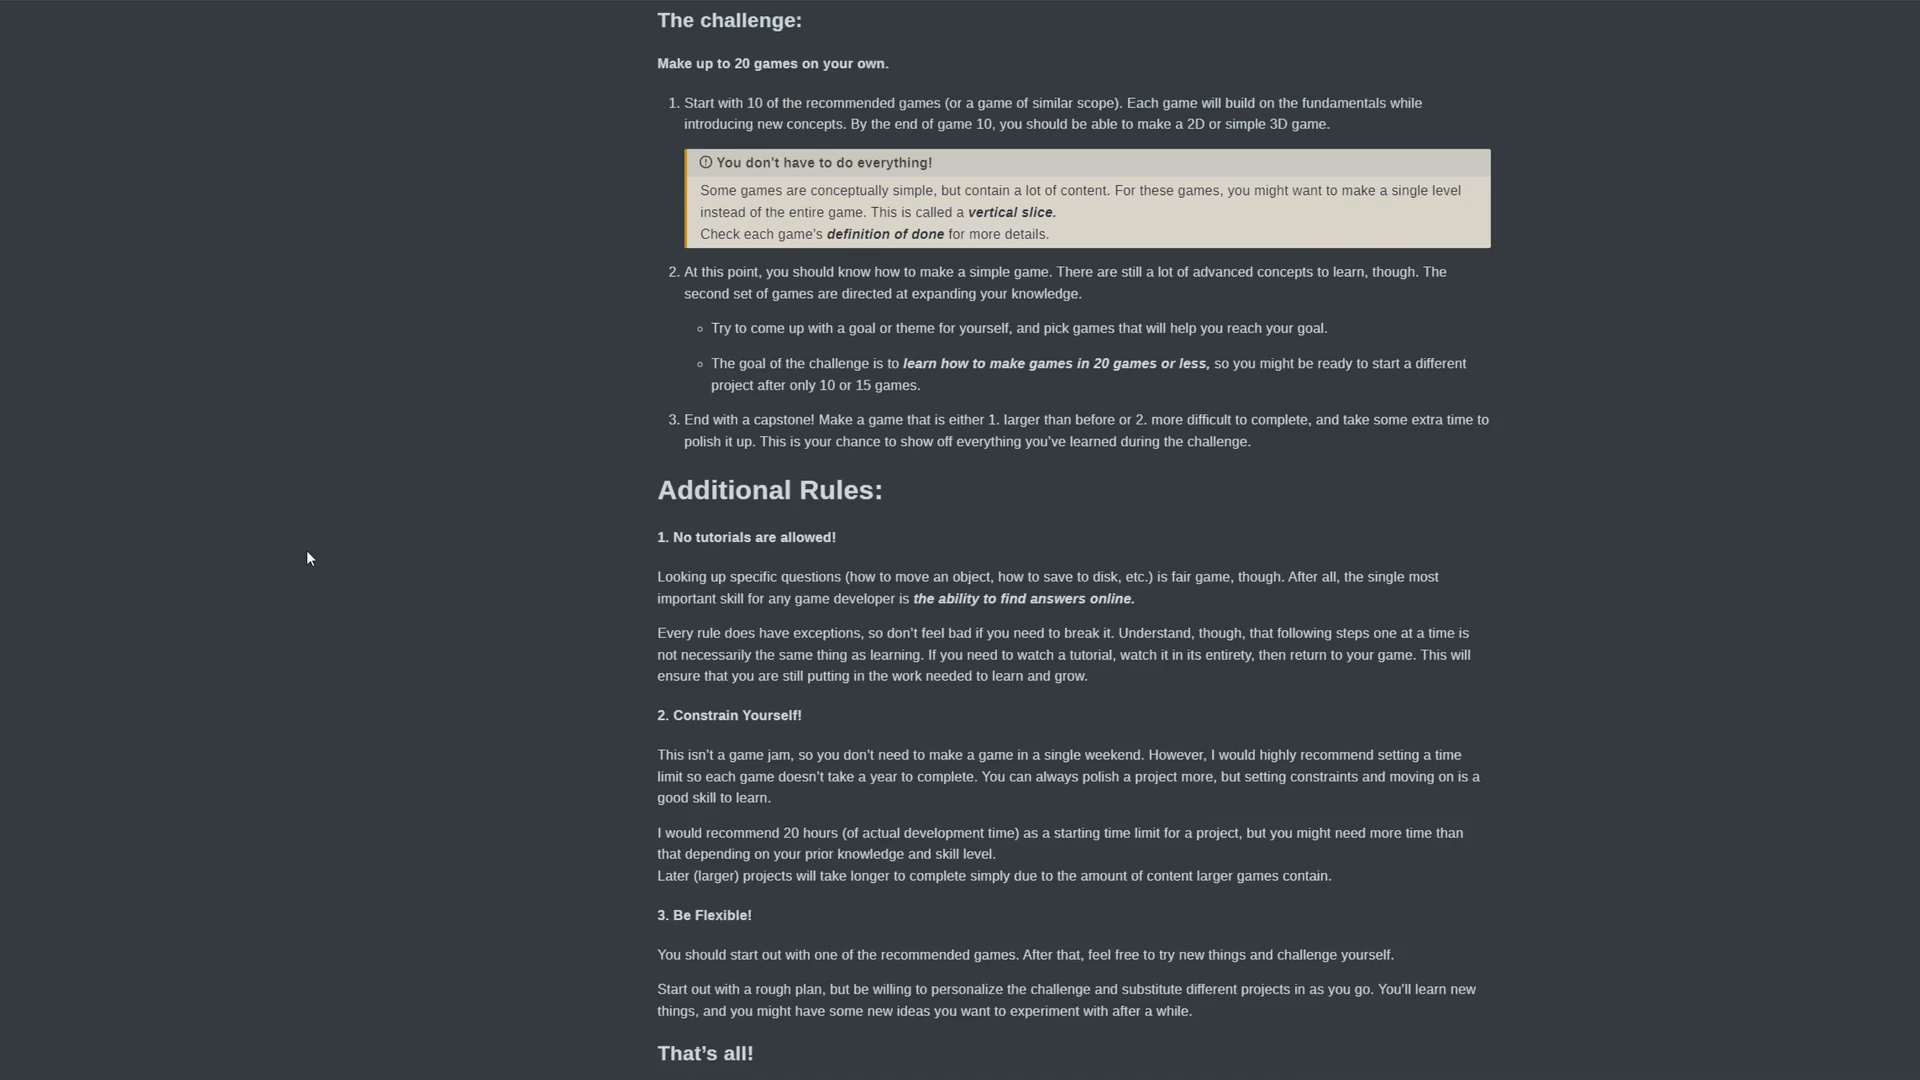 The challenge:
Make up to 20 games on your own.
1. Start with 10 of the recommended games (or a game of similar scope). Each game will build on the fundamentals while
introducing new concepts. By the end of game 10, you should be able to make a 2D or simple 3D game.
You don't have to do everything!
Some games are conceptually simple, but contain a lot of content. For these games, you might want to make a single level
instead of the entire game. This is called a vertical slice.
Check each game's definition of done for more details.
2. At this point, you should know how to make a simple game. There are still a lot of advanced concepts to learn, though. The
second set of games are directed at expanding your knowledge.
◦ Try to come up with a goal or theme for yourself, and pick games that will help you reach your goal.
◦ The goal of the challenge is to learn how to make games in 20 games or less, so you might be ready to start a different
project after only 10 or 15 games.
3. End with a capstone! Make a game that is either 1. larger than before or 2. more difficult to complete, and take some extra time to
polish it up. This is your chance to show off everything you've learned during the challenge.
Additional Rules:
1. No tutorials are allowed!
Looking up specific questions (how to move an object, how to save to disk, etc.) is fair game, though. After all, the single most
important skill for any game developer is the ability to find answers online.
Every rule does have exceptions, so don't feel bad if you need to break it. Understand, though, that following steps one at a time is
not necessarily the same thing as learning. If you need to watch a tutorial, watch it in its entirety, then return to your game. This will
ensure that you are still putting in the work needed to learn and grow.
2. Constrain Yourself!
This isn't a game jam, so you don't need to make a game in a single weekend. However, I would highly recommend setting a time
limit so each game doesn't take a year to complete. You can always polish a project more, but setting constraints and moving on is a
good skill to learn.
I would recommend 20 hours (of actual development time) as a starting time limit for a project, but you might need more time than
that depending on your prior knowledge and skill level.
Later (larger) projects will take longer to complete simply due to the amount of content larger games contain.
3. Be Flexible!
You should start out with one of the recommended games. After that, feel free to try new things and challenge yourself.
Start out with a rough plan, but be willing to personalize the challenge and substitute different projects in as you go. You'll learn new
things, and you might have some new ideas you want to experiment with after a while.
That's all!